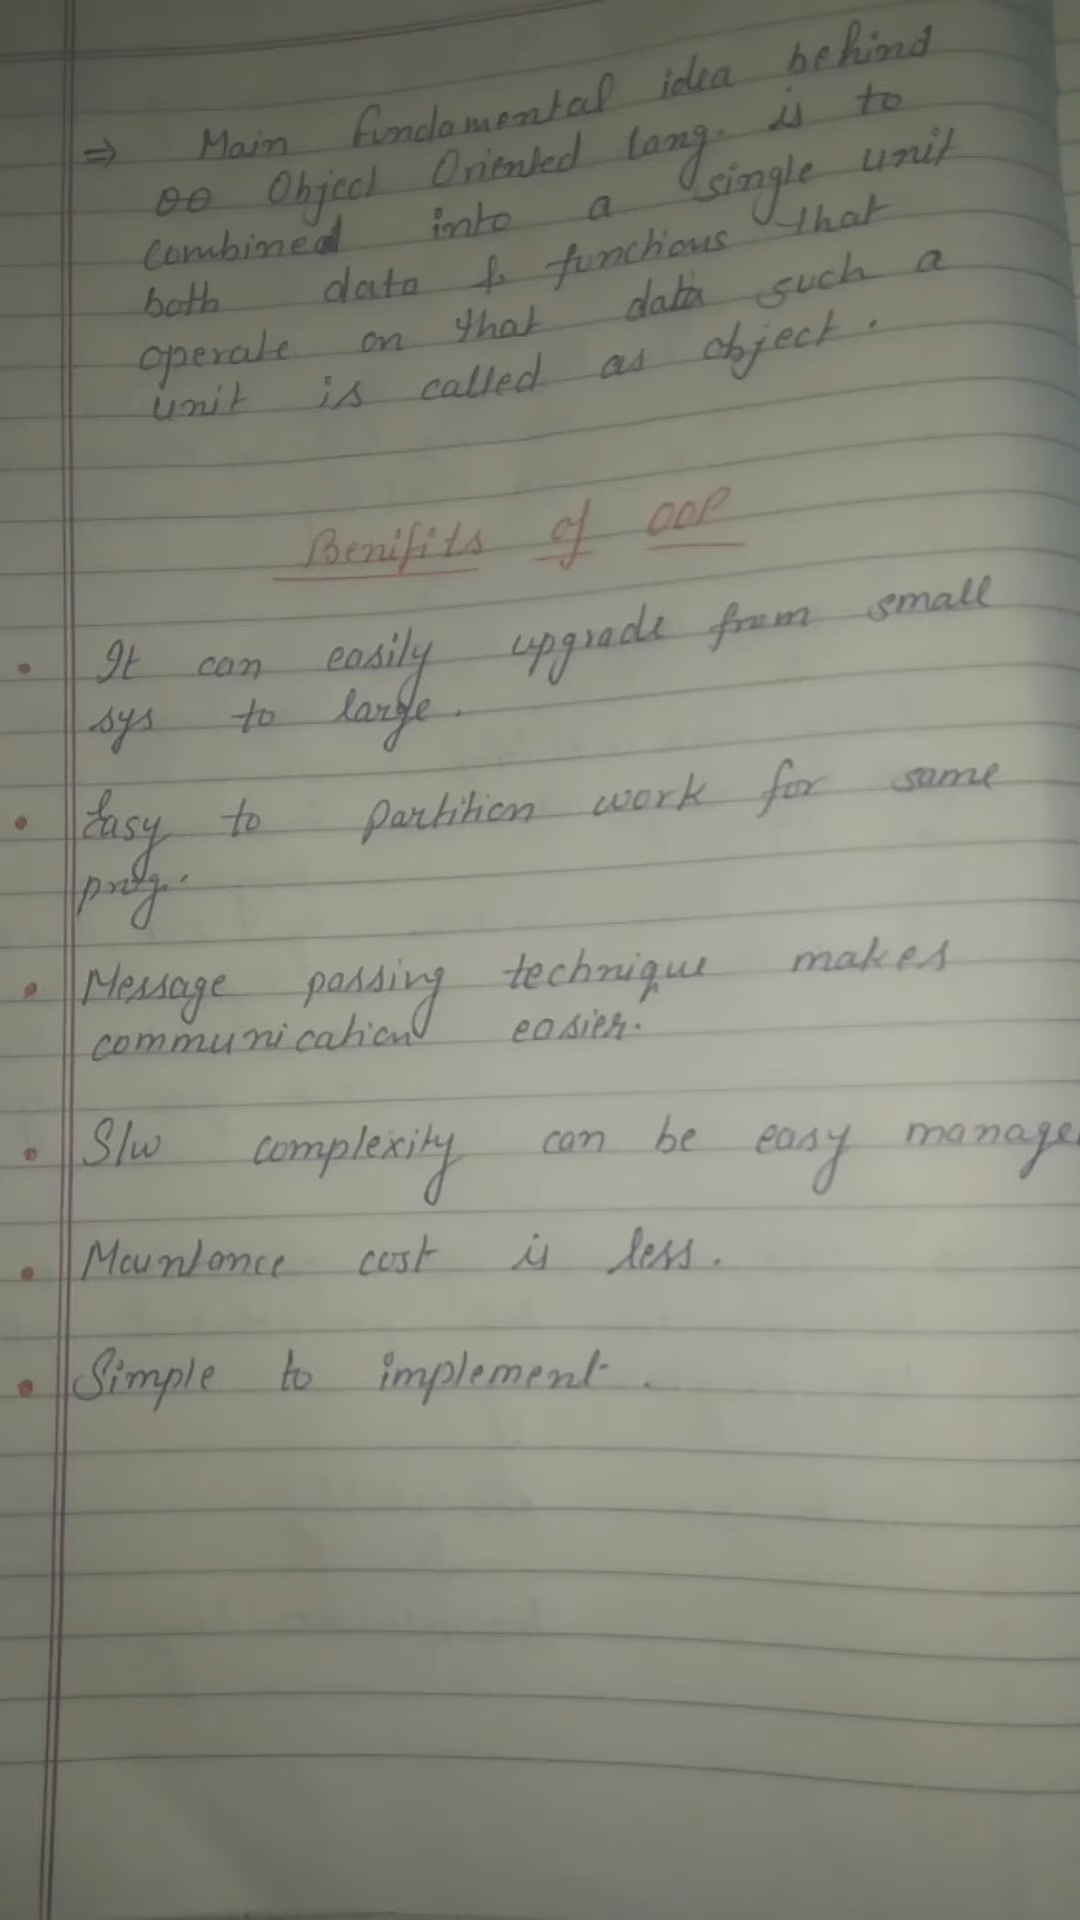 ⇒ Main fundamental idea behind
Object Oriented lang. is to
combined into a single unit
both data & functions that
operate on that data such a
unit is called as object.
Benifits of OOP
• It can easily upgrade from small
sys to large.
• Easy to partition work for same
prog.
• Message passing technique makes
communication easier.
• S/w complexity can be easy manage
• Maintance cost is less.
• Simple to implement.